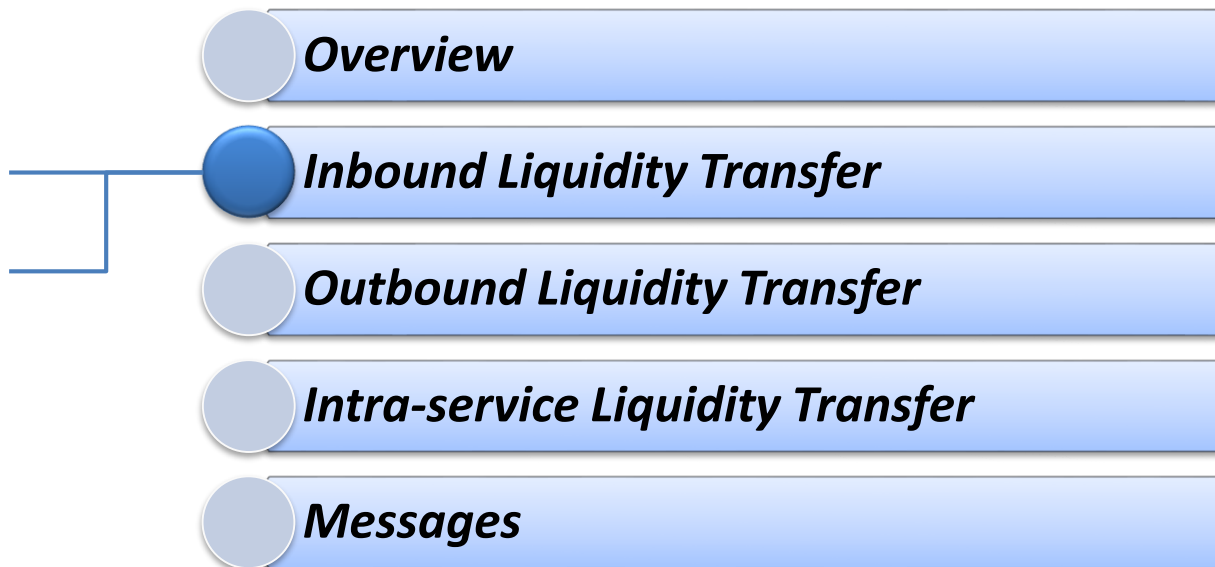 Overview
Inbound Liquidity Transfer
Outbound Liquidity Transfer
Intra-service Liquidity Transfer
Messages